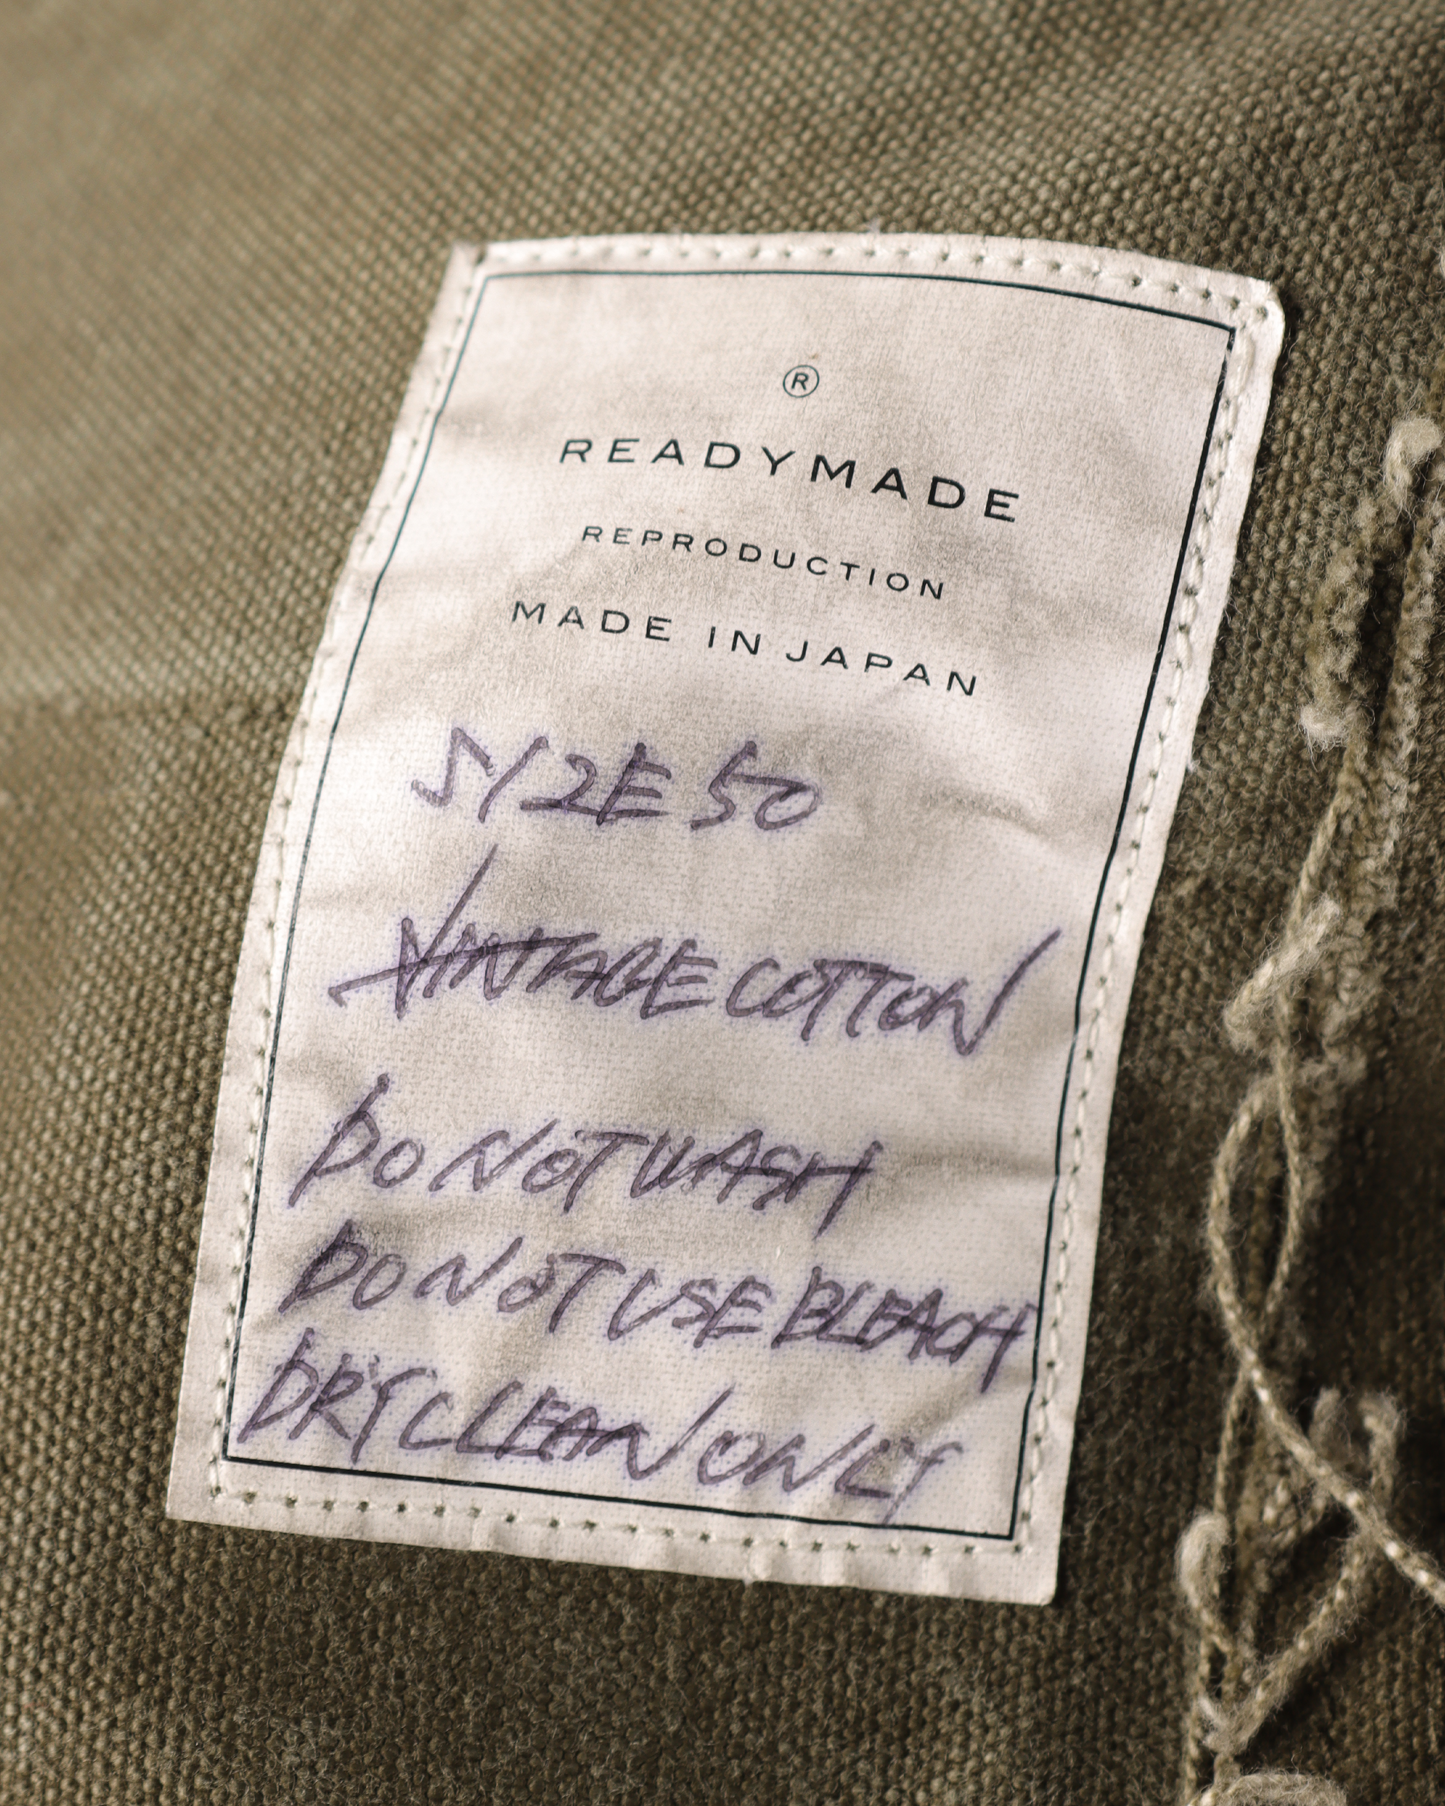 ®
READYMADE
REPRODUCTION
MADE IN JAPAN
SIZE 50
VINTAGE COTTON
DO NOT WASH
DO NOT USE BLEACH
DRY CLEAN ONLY